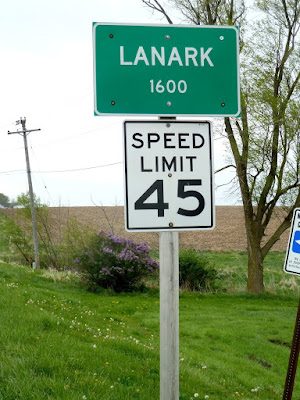 LANARK
1600
SPEED
LIMIT
45